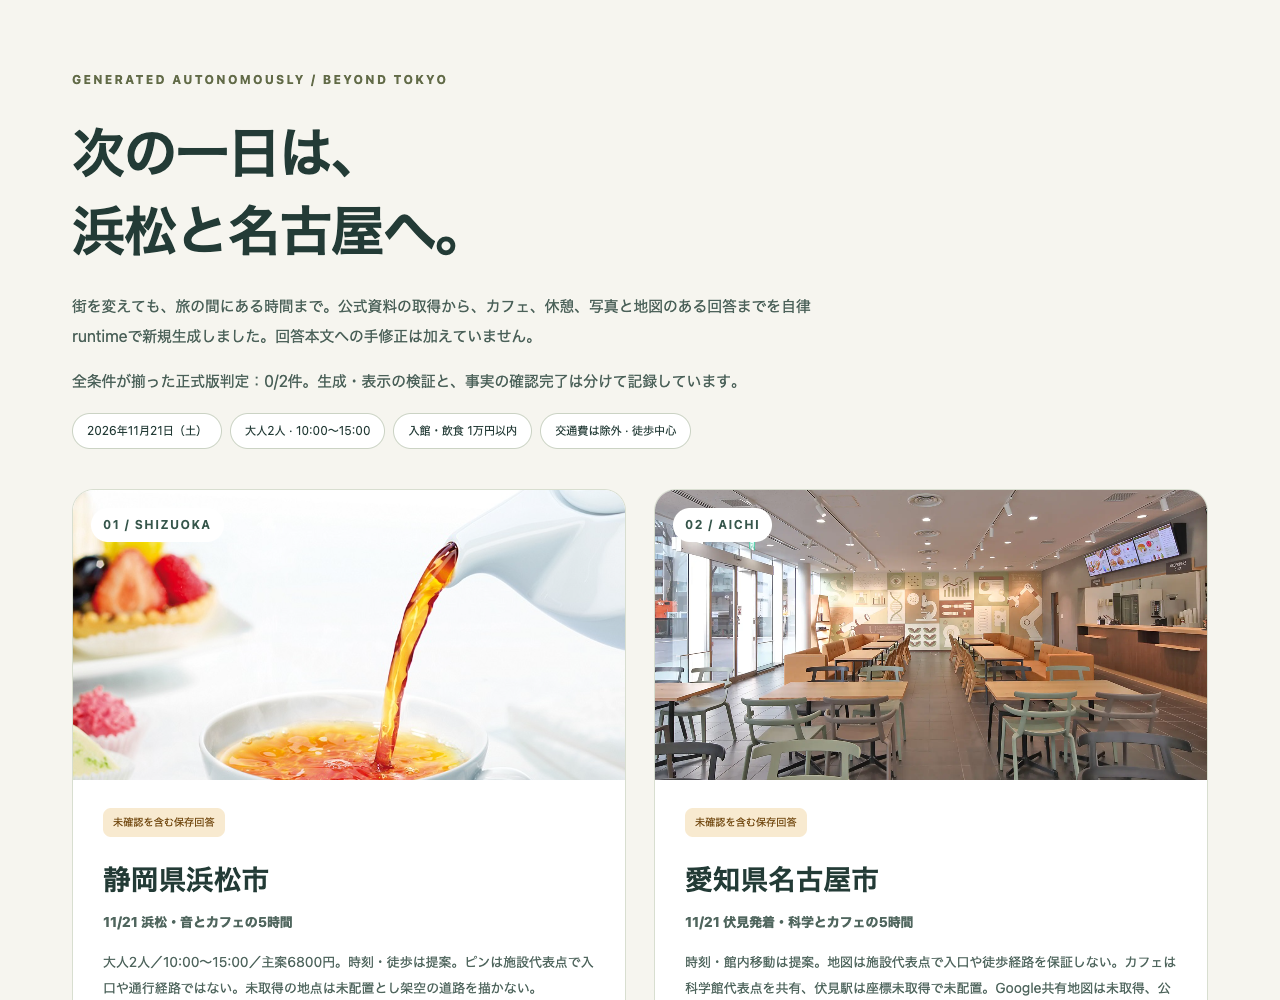 GENERATED AUTONOMOUSLY / BEYOND TOKYO
次の一日は、
浜松と名古屋へ。
街を変えても、旅の間にある時間まで。公式資料の取得から、カフェ、休憩、写真と地図のある回答までを自律
runtimeで新規生成しました。回答本文への手修正は加えていません。
全条件が揃った正式版判定：0/2件。生成・表示の検証と、事実の確認完了は分けて記録しています。
2026年11月21日（土）
大人2人 · 10:00〜15:00
入館・飲食 1万円以内
交通費は除外 · 徒歩中心
01 / SHIZUOKA
未確認を含む保存回答
静岡県浜松市
11/21 浜松・音とカフェの5時間
大人2人／10:00〜15:00／主案6800円。時刻・徒歩は提案。ピンは施設代表点で入
口や通行経路ではない。未取得の地点は未配置とし架空の道路を描かない。
02 / AICHI
未確認を含む保存回答
愛知県名古屋市
11/21 伏見発着・科学とカフェの5時間
時刻・館内移動は提案。地図は施設代表点で入口や徒歩経路を保証しない。カフェは
科学館代表点を共有、伏見駅は座標未取得で未配置。Google共有地図は未取得、公